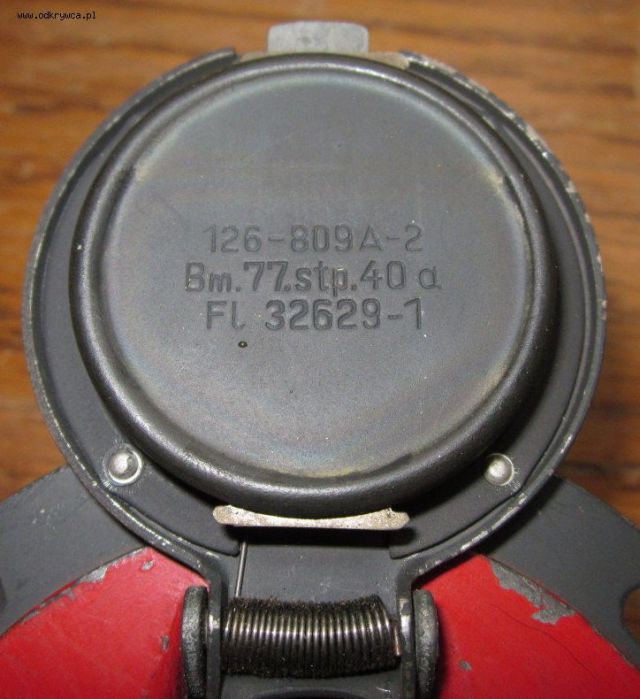 www.odkrywca.pl
126-809A-2
Bm.77.stp.40 a
Fl 32629-1